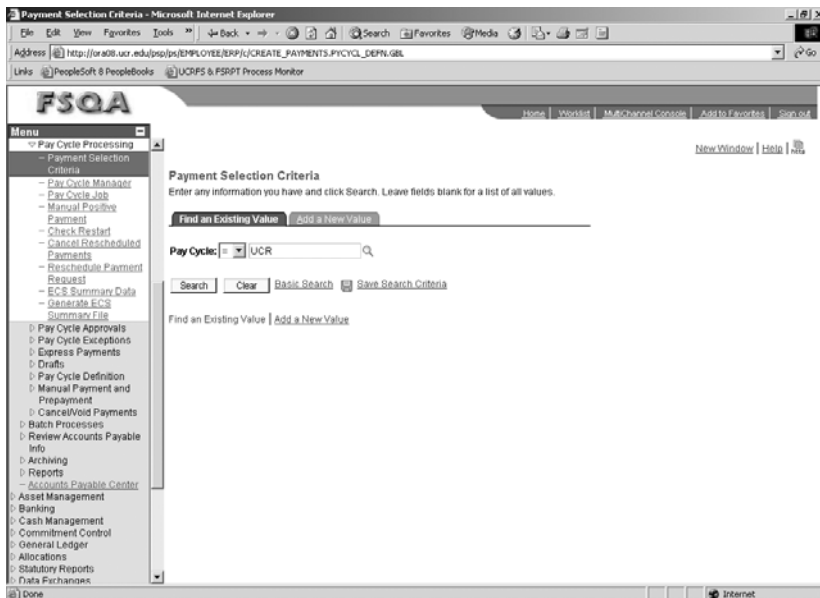 Payment Selection Criteria - Microsoft Internet Explorer
File Edit View Favorites Tools » Back Search Favorites Media
Address http://ora08.ucr.edu/psp/ps/EMPLOYEE/ERP/c/CREATE_PAYMENTS.PYCYCL_DEFN.GBL Go
Links PeopleSoft 8 PeopleBooks UCRFS & FSRPT Process Monitor
FSQA
Home Worklist MultiChannel Console Add to Favorites Sign out
Menu
Pay Cycle Processing
– Payment Selection
Criteria
– Pay Cycle Manager
– Pay Cycle Job
– Manual Positive
Payment
– Check Restart
– Cancel Rescheduled
Payments
– Reschedule Payment
Request
– ECS Summary Data
– Generate ECS
Summary File
Pay Cycle Approvals
Pay Cycle Exceptions
Express Payments
Drafts
Pay Cycle Definition
Manual Payment and
Prepayment
Cancel/Void Payments
Batch Processes
Review Accounts Payable
Info
Archiving
Reports
– Accounts Payable Center
Asset Management
Banking
Cash Management
Commitment Control
General Ledger
Allocations
Statutory Reports
Data Exchanges
New Window | Help |
Payment Selection Criteria
Enter any information you have and click Search. Leave fields blank for a list of all values.
Find an Existing Value Add a New Value
Pay Cycle: = UCR
Search Clear Basic Search Save Search Criteria
Find an Existing Value | Add a New Value
Done Internet